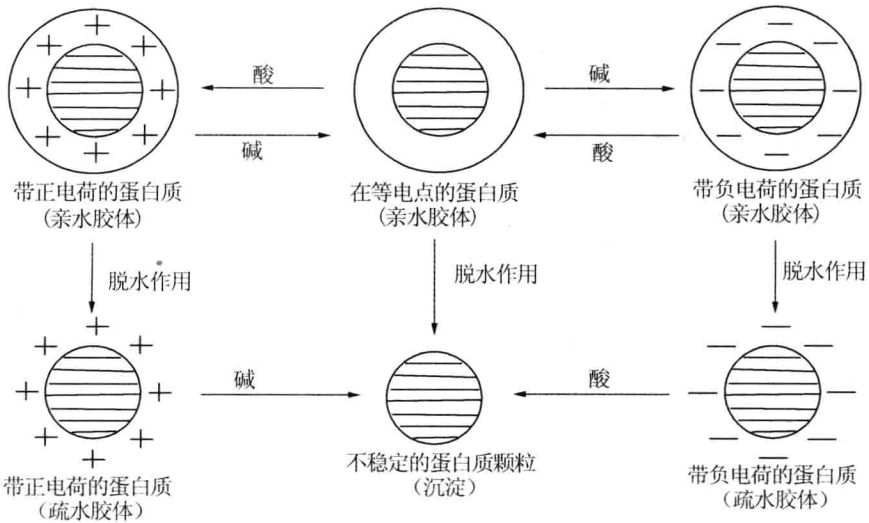 酸
碱
碱
酸
带正电荷的蛋白质
(亲水胶体)
在等电点的蛋白质
(亲水胶体)
带负电荷的蛋白质
(亲水胶体)
脱水作用
脱水作用
脱水作用
碱
酸
带正电荷的蛋白质
(疏水胶体)
不稳定的蛋白质颗粒
(沉淀)
带负电荷的蛋白质
(疏水胶体)